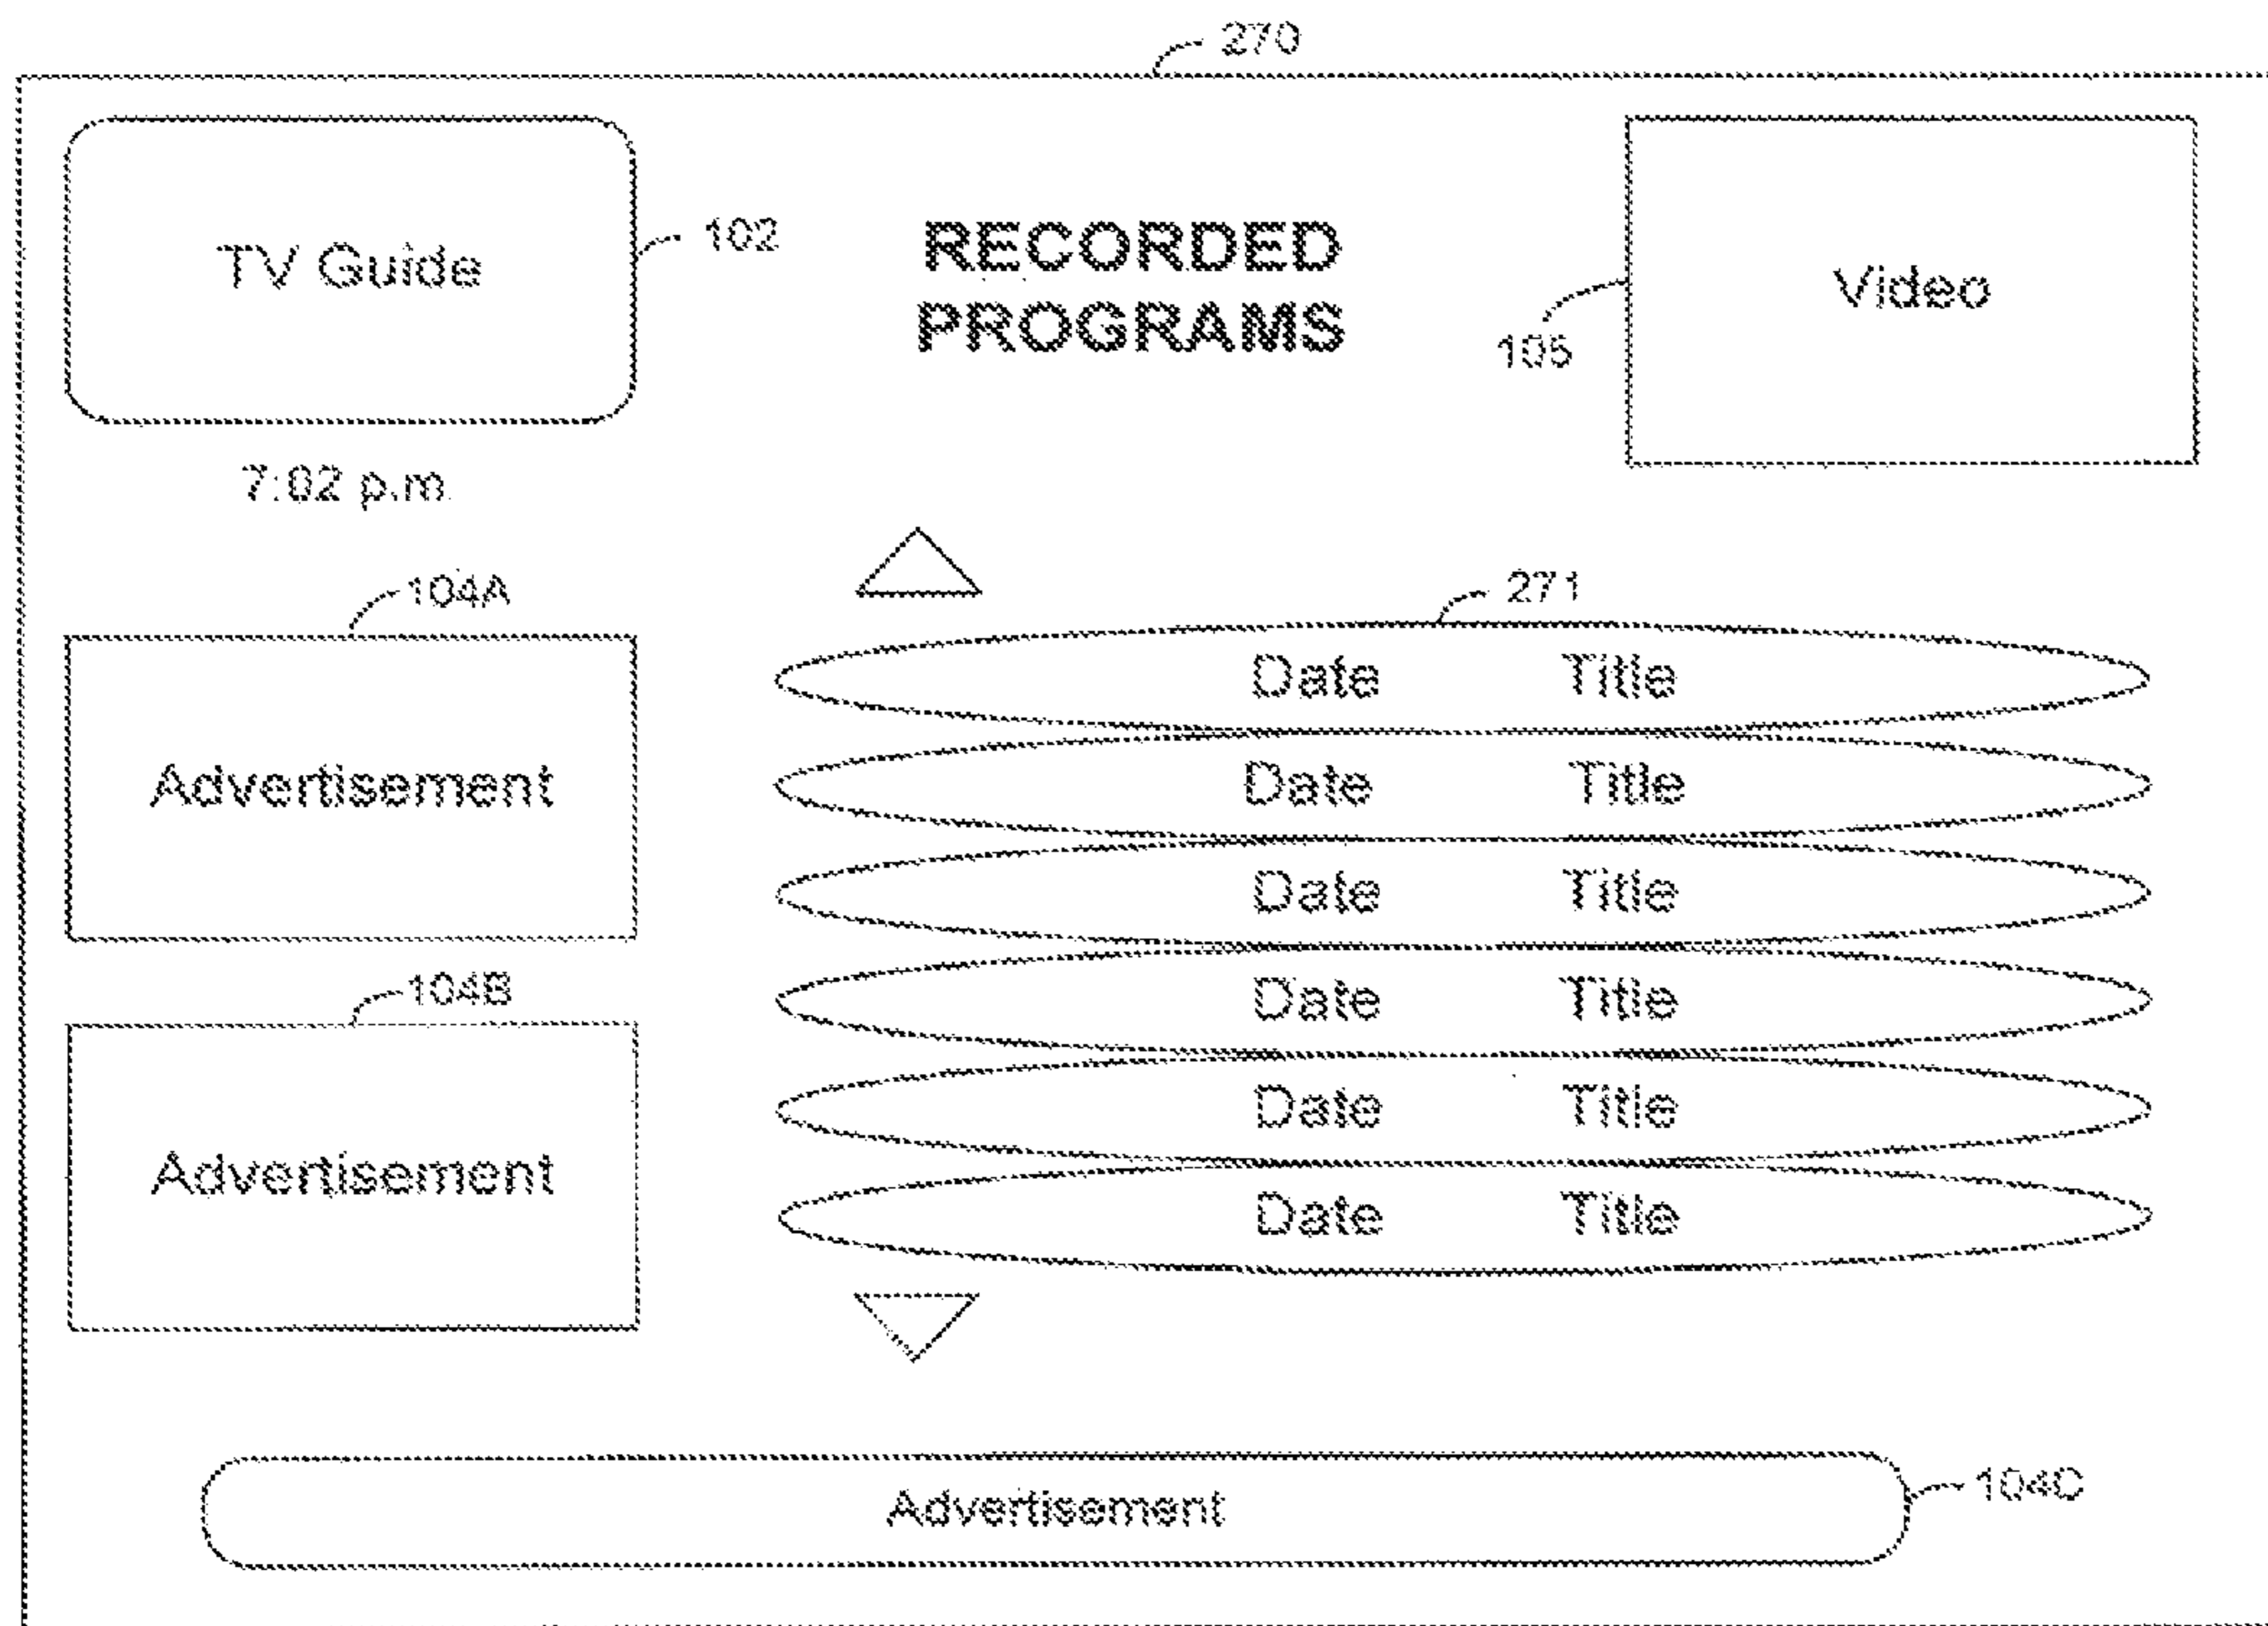 270
TV Guide
102
RECORDED
PROGRAMS
105
Video
7:02 p.m.
104A
271
Date Title
Advertisement
Date Title
Date Title
104B
Date Title
Advertisement
Date Title
Date Title
Advertisement
104C